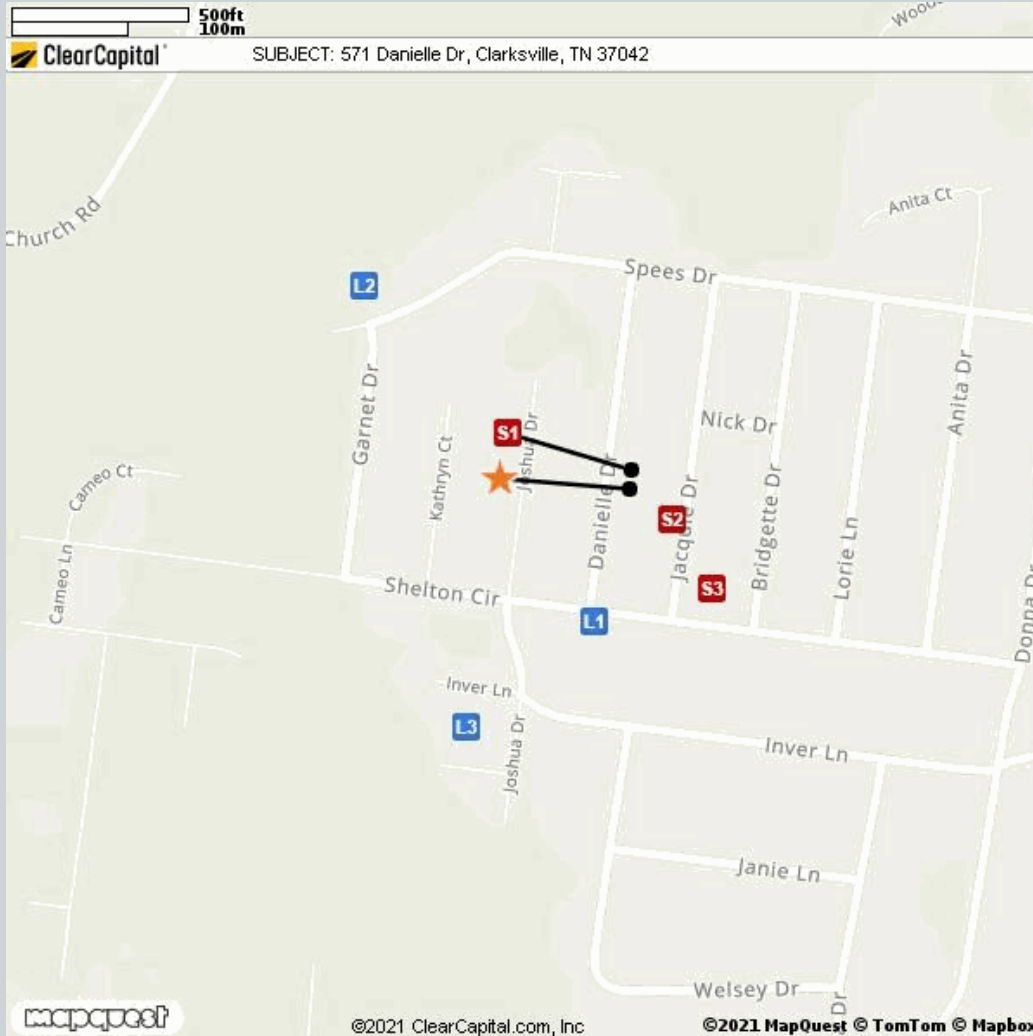 500ft
100m
ClearCapital
SUBJECT: 571 Danielle Dr, Clarksville, TN 37042
Church Rd
Anita Ct
Spees Dr
L2
Garnet Dr
Anita Dr
Nick Dr
S1
Joshua Dr
Kathryn Ct
Danielle Dr
Cameo Ct
S2
Jacquie Dr
Bridgette Dr
Lorie Ln
Cameo Ln
S3
Shelton Cir
L1
Donna Dr
Inver Ln
L3
Joshua Dr
Inver Ln
Janie Ln
Welsey Dr
Dr
mapquest
©2021 ClearCapital.com, Inc
©2021 MapQuest © TomTom © Mapbox